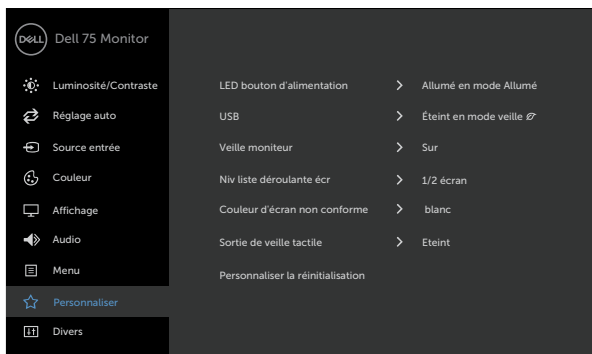 DELL Dell 75 Monitor
Luminosité/Contraste
LED bouton d'alimentation > Allumé en mode Allumé
Réglage auto
USB > Éteint en mode veille
Source entrée
Veille moniteur > Sur
Couleur
Niv liste déroulante écr > 1/2 écran
Affichage
Couleur d'écran non conforme > blanc
Audio
Sortie de veille tactile > Eteint
Menu
Personnaliser la réinitialisation
Personnaliser
Divers